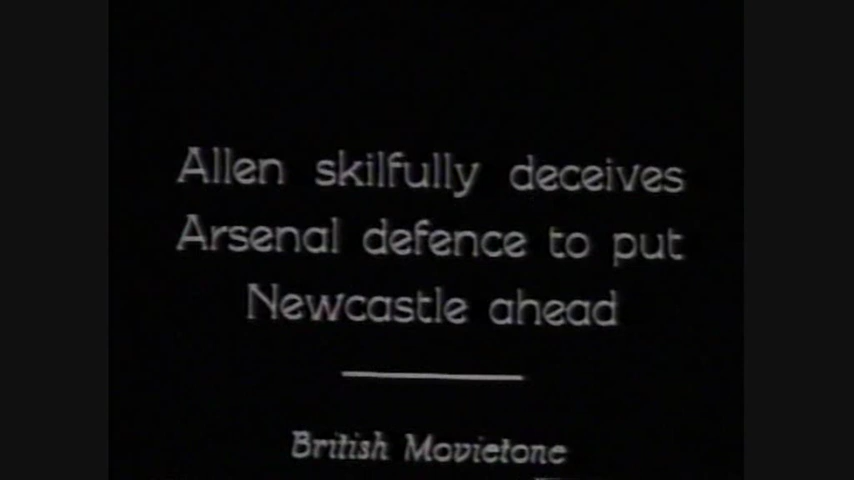 Allen skilfully deceives
Arsenal defence to put
Newcastle ahead
British Movietone